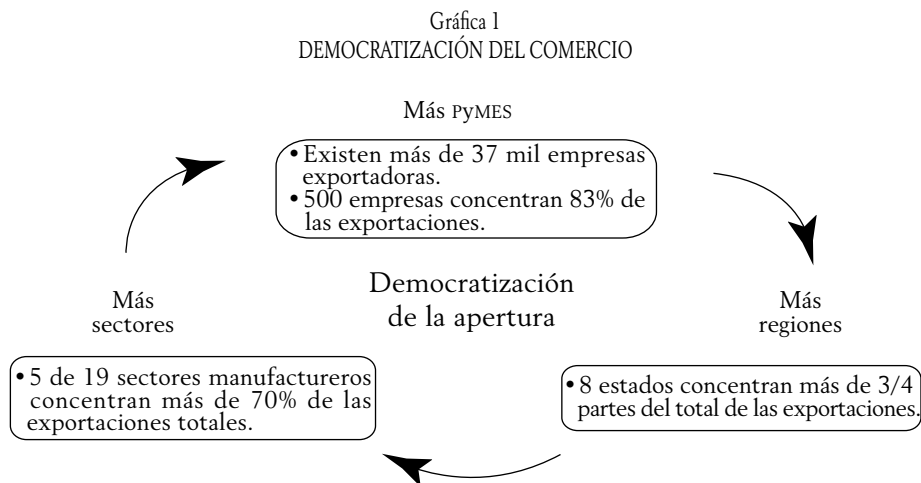 Gráfica 1
DEMOCRATIZACIÓN DEL COMERCIO
Más PyMES
• Existen más de 37 mil empresas
exportadoras.
• 500 empresas concentran 83% de
las exportaciones.
Democratización
de la apertura
Más
sectores
• 5 de 19 sectores manufactureros
concentran más de 70% de las
exportaciones totales.
Más
regiones
• 8 estados concentran más de 3/4
partes del total de las exportaciones.